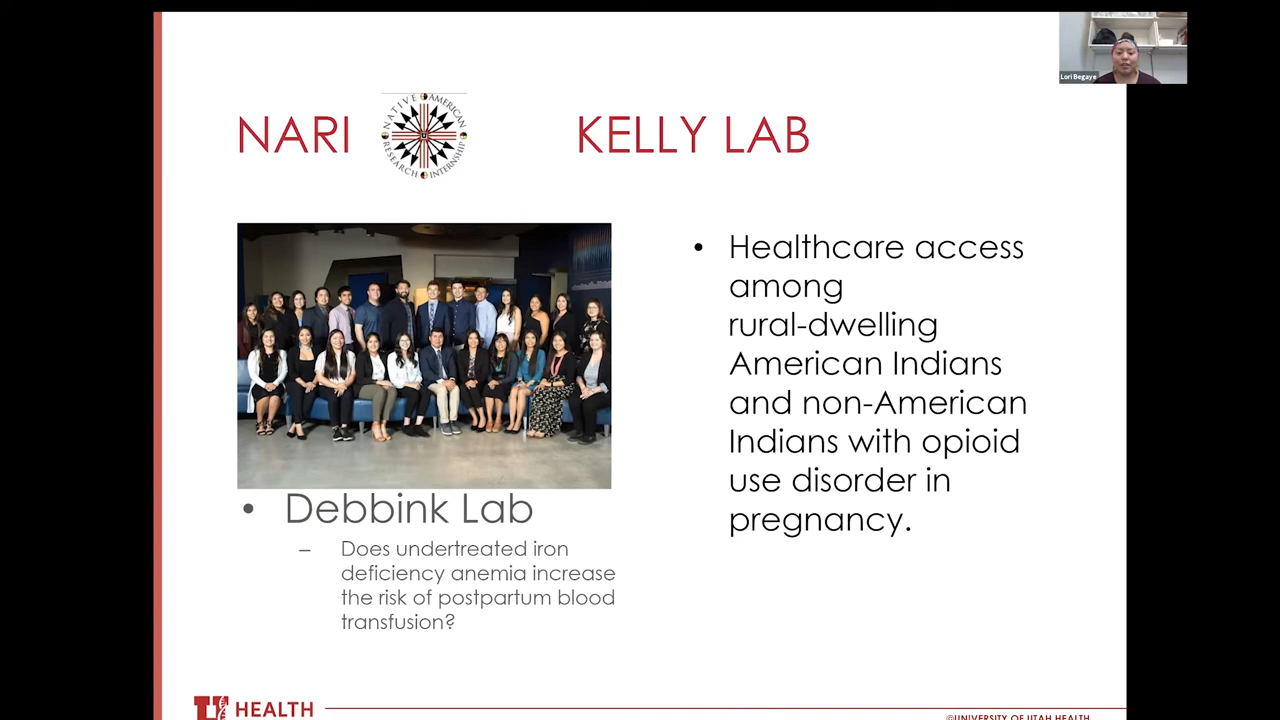 Lori Begaye
NARI
NATIVE AMERICAN
RESEARCH INTERNSHIP
KELLY LAB
• Healthcare access
among
rural-dwelling
American Indians
and non-American
Indians with opioid
use disorder in
pregnancy.
• Debbink Lab
– Does undertreated iron
deficiency anemia increase
the risk of postpartum blood
transfusion?
U HEALTH
©UNIVERSITY OF UTAH HEALTH